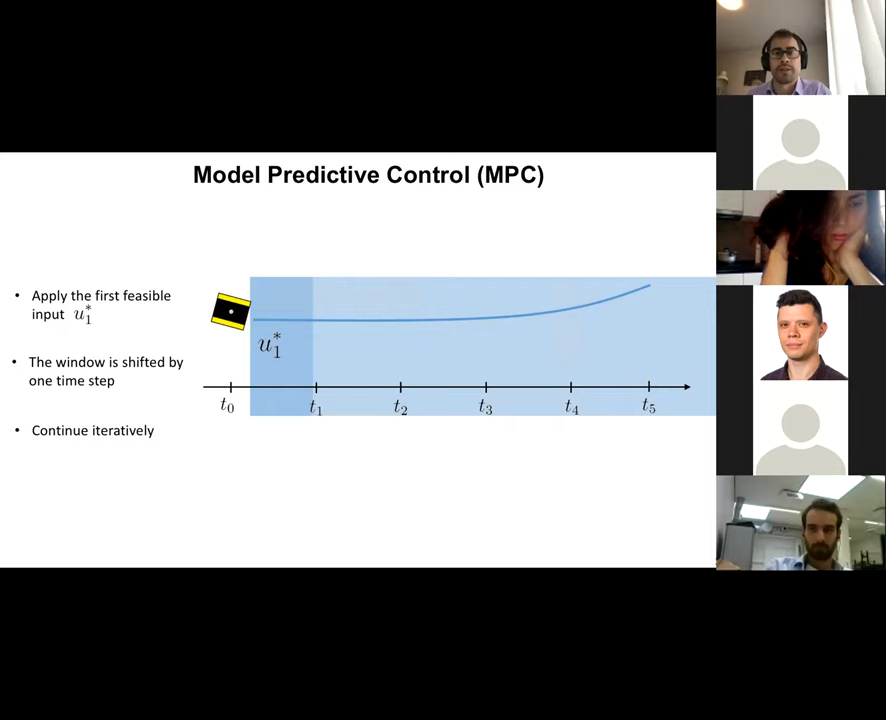 Model Predictive Control (MPC)
• Apply the first feasible
input u₁*
• The window is shifted by
one time step
• Continue iteratively
u₁*
t₀ t₁ t₂ t₃ t₄ t₅